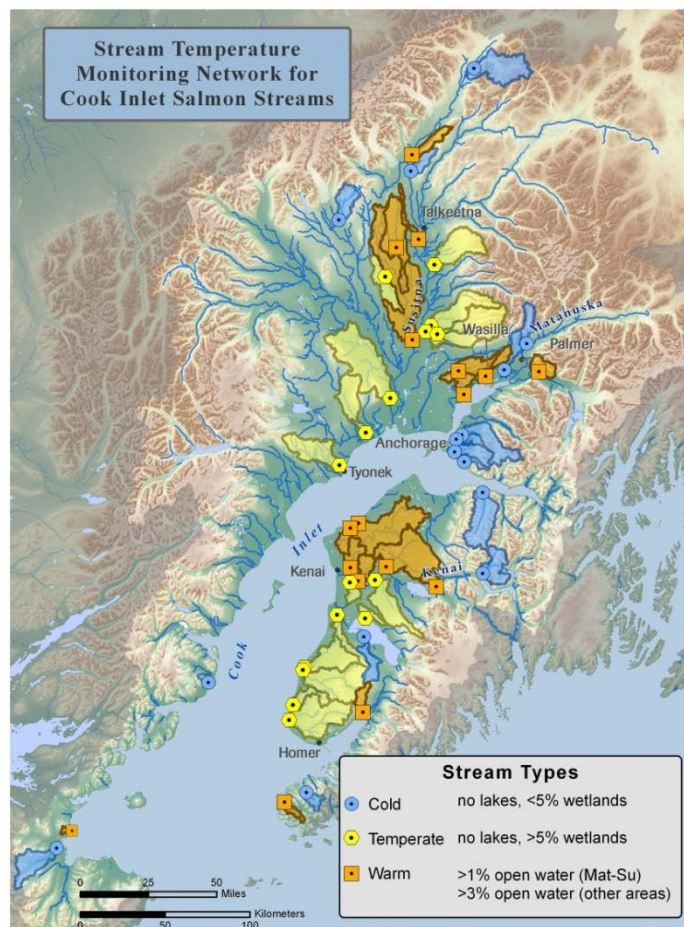 Stream Temperature
Monitoring Network for
Cook Inlet Salmon Streams
Talkeetna
Susitna
Wasilla
Matanuska
Palmer
Anchorage
Tyonek
Inlet
Kenai
Kenai
Cook
Homer
Stream Types
Cold no lakes, <5% wetlands
Temperate no lakes, >5% wetlands
Warm >1% open water (Mat-Su)
>3% open water (other areas)
0 25 50
Miles
Kilometers
0 50 100